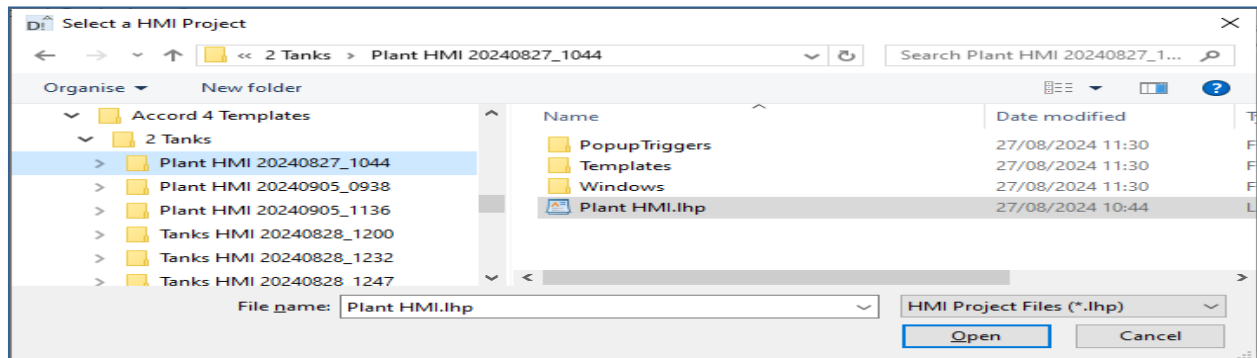 Select a HMI Project
« 2 Tanks > Plant HMI 20240827_1044
Search Plant HMI 20240827_1...
Organise
New folder
Accord 4 Templates
2 Tanks
Plant HMI 20240827_1044
Plant HMI 20240905_0938
Plant HMI 20240905_1136
Tanks HMI 20240828_1200
Tanks HMI 20240828_1232
Tanks HMI 20240828_1247
Name Date modified
PopupTriggers 27/08/2024 11:30 F
Templates 27/08/2024 11:30 F
Windows 27/08/2024 11:30 F
Plant HMI.lhp 27/08/2024 10:44 L
File name: Plant HMI.lhp
HMI Project Files (*.lhp)
Open Cancel